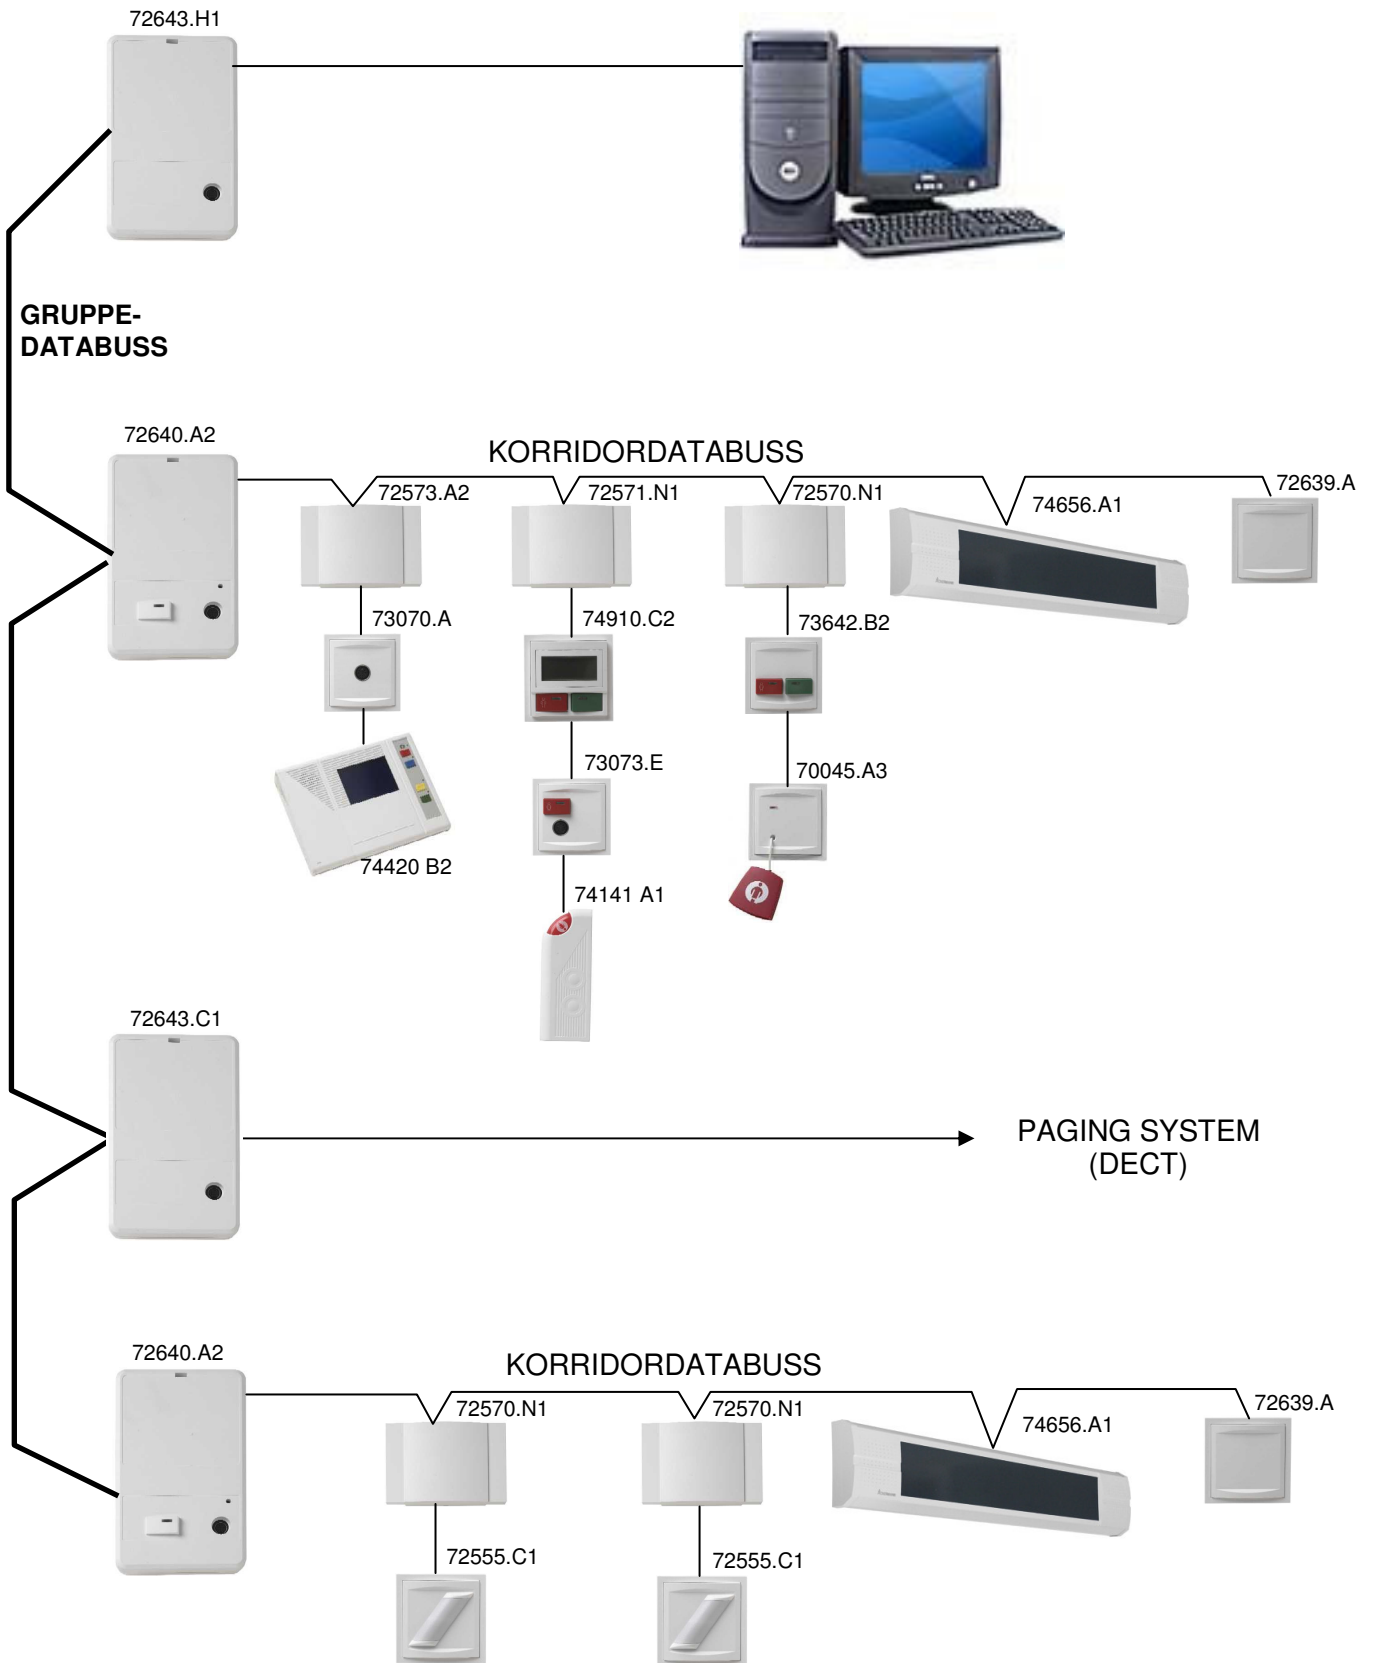 72643.H1
GRUPPE-
DATABUSS
72640.A2
KORRIDORDATABUSS
72573.A2
72571.N1
72570.N1
74656.A1
72639.A
73070.A
74910.C2
73642.B2
73073.E
70045.A3
74420 B2
74141 A1
72643.C1
PAGING SYSTEM
(DECT)
72640.A2
KORRIDORDATABUSS
72570.N1
72570.N1
74656.A1
72639.A
72555.C1
72555.C1